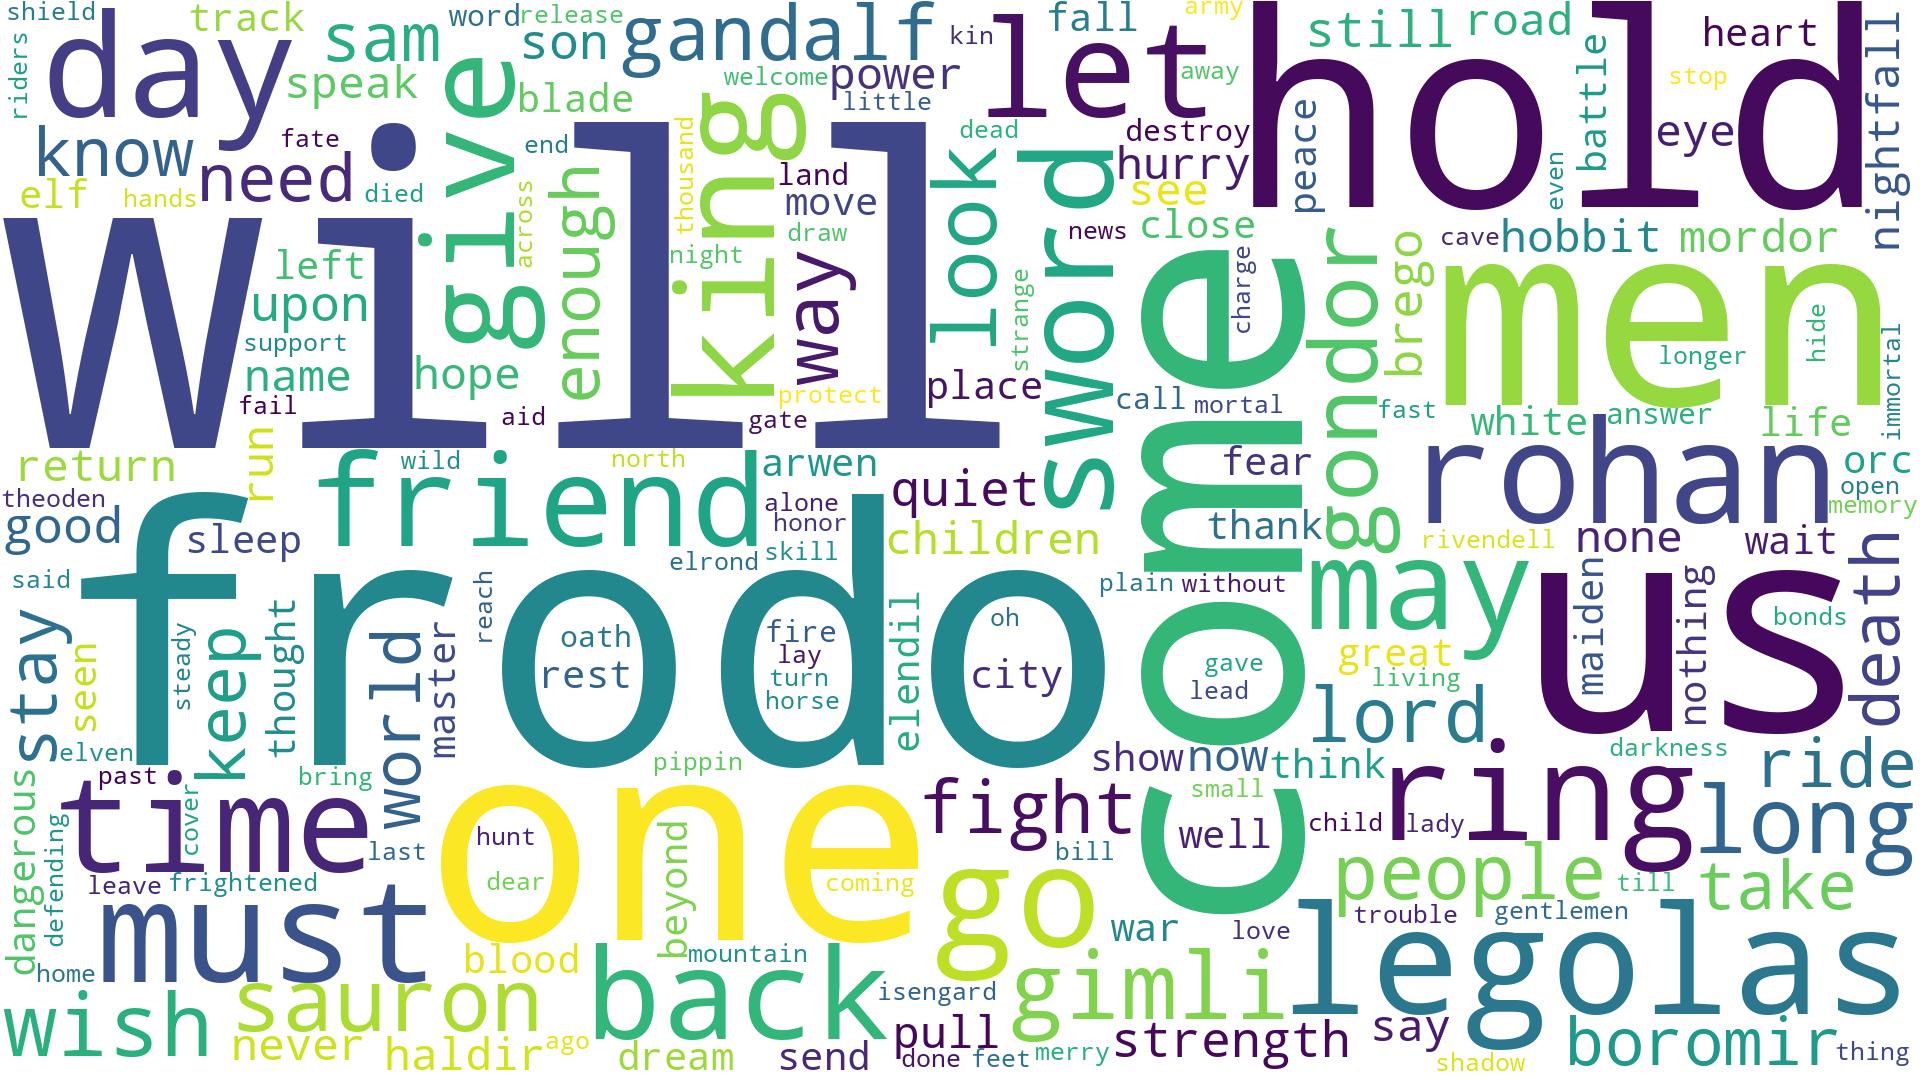 shield
track
sam
word
release
son
gandalf
kin
fall
army
let
hold
still
road
heart
nightfall
riders
day
speak
give
blade
welcome
power
little
away
peace
battle
stop
eye
know
fate
need
end
thousand
king
dead
destroy
hurry
elf
hands
died
across
enough
land
move
look
sword
see
even
will
left
upon
support
name
fail
hope
night
draw
way
strange
news
close
come
charge
gondor
brego
cave
hobbit
mordor
men
longer
hide
immortal
aid
protect
gate
place
call
mortal
fast
white
answer
life
return
run
wild
friend
north
arwen
quiet
fear
rohan
orc
open
memory
theoden
good
sleep
alone
honor
skill
elrond
children
thank
rivendell
none
wait
said
frodo
reach
oath
rest
fire
lay
turn
horse
elendil
oh
city
plain
without
may
us
maiden
nothing
bonds
death
stay
seen
steady
keep
thought
world
master
gave
lead
great
living
lord
elven
past
bring
pippin
show
now
think
darkness
ride
dangerous
time
cover
one
hunt
beyond
fight
small
well
child
lady
ring
long
defending
last
leave
frightened
dear
coming
go
bill
people
till
take
must
home
blood
mountain
war
love
trouble
gentlemen
wish
sauron
back
isengard
gimli
legolas
never
haldir
ago
dream
send
pull
done
feet
merry
strength
say
shadow
boromir
thing